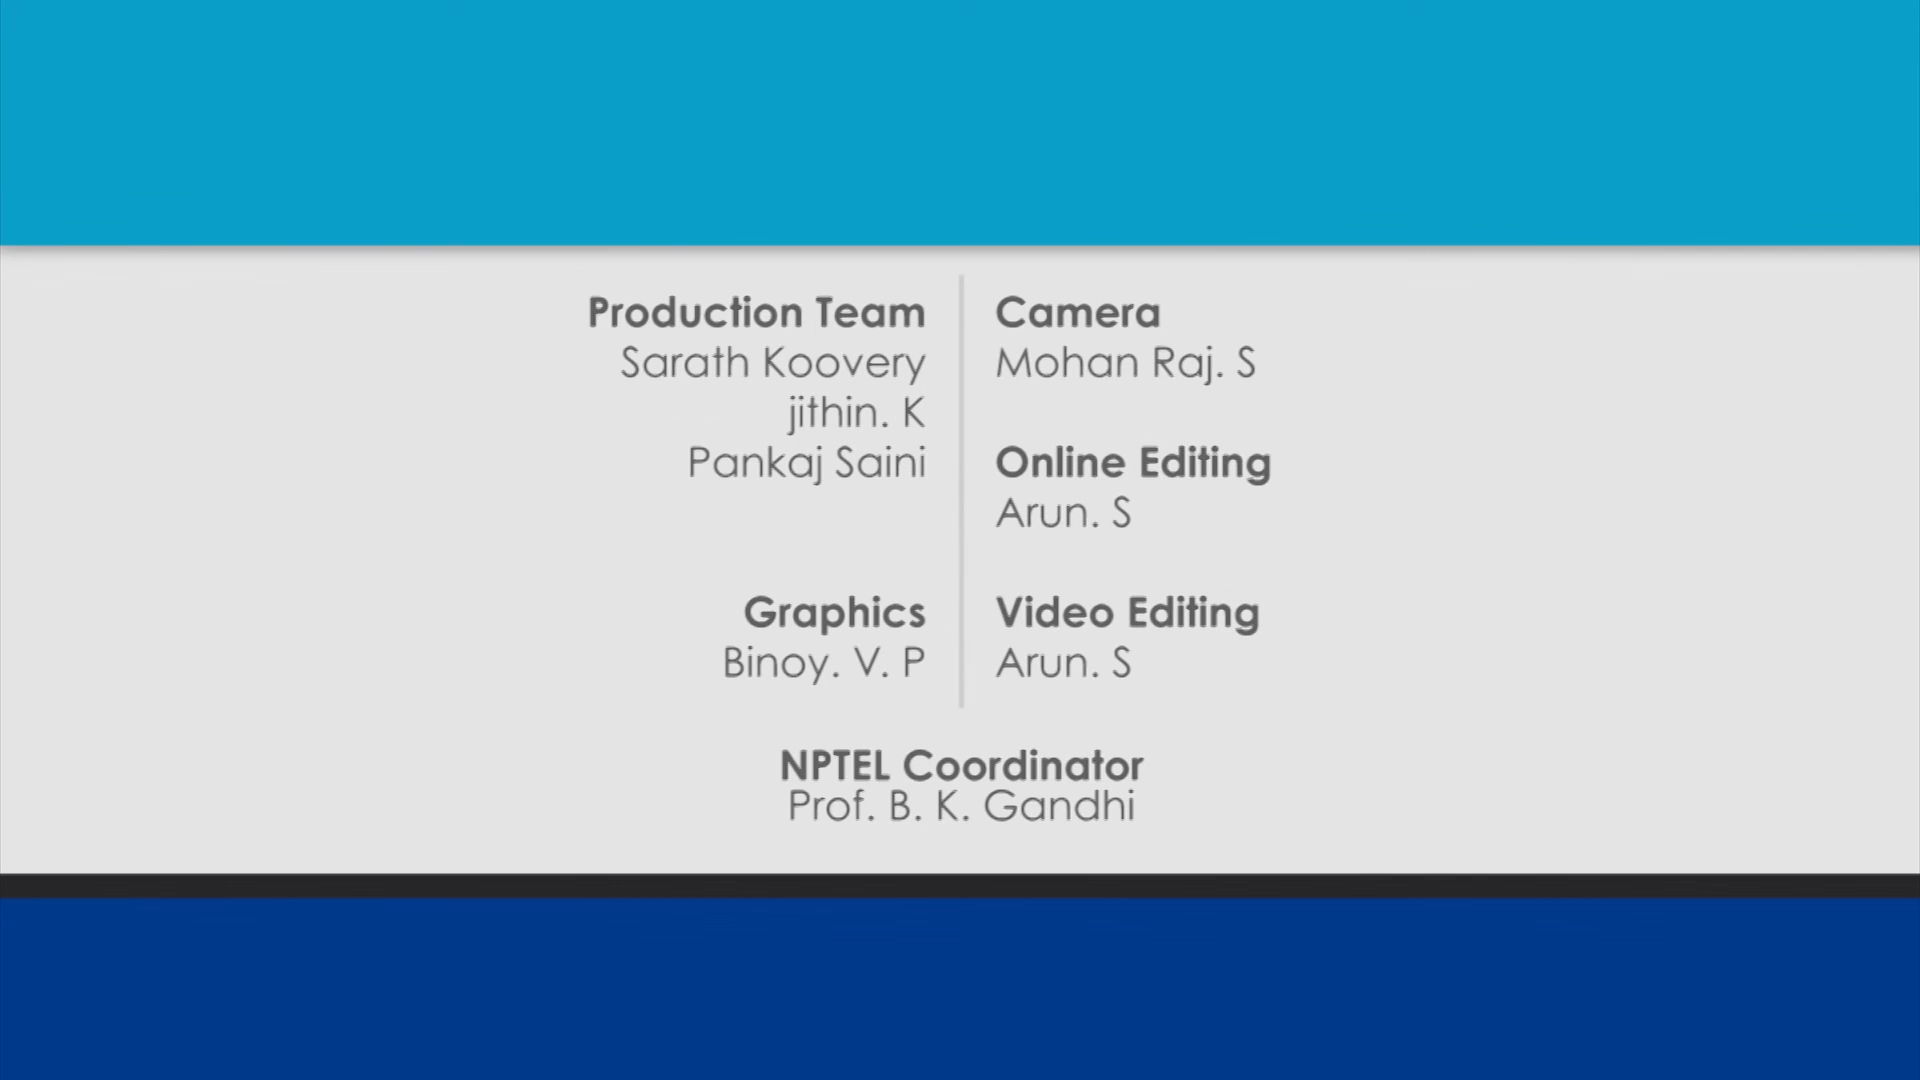 Production Team
Sarath Koovery
jithin. K
Pankaj Saini
Graphics
Binoy. V. P
Camera
Mohan Raj. S
Online Editing
Arun. S
Video Editing
Arun. S
NPTEL Coordinator
Prof. B. K. Gandhi